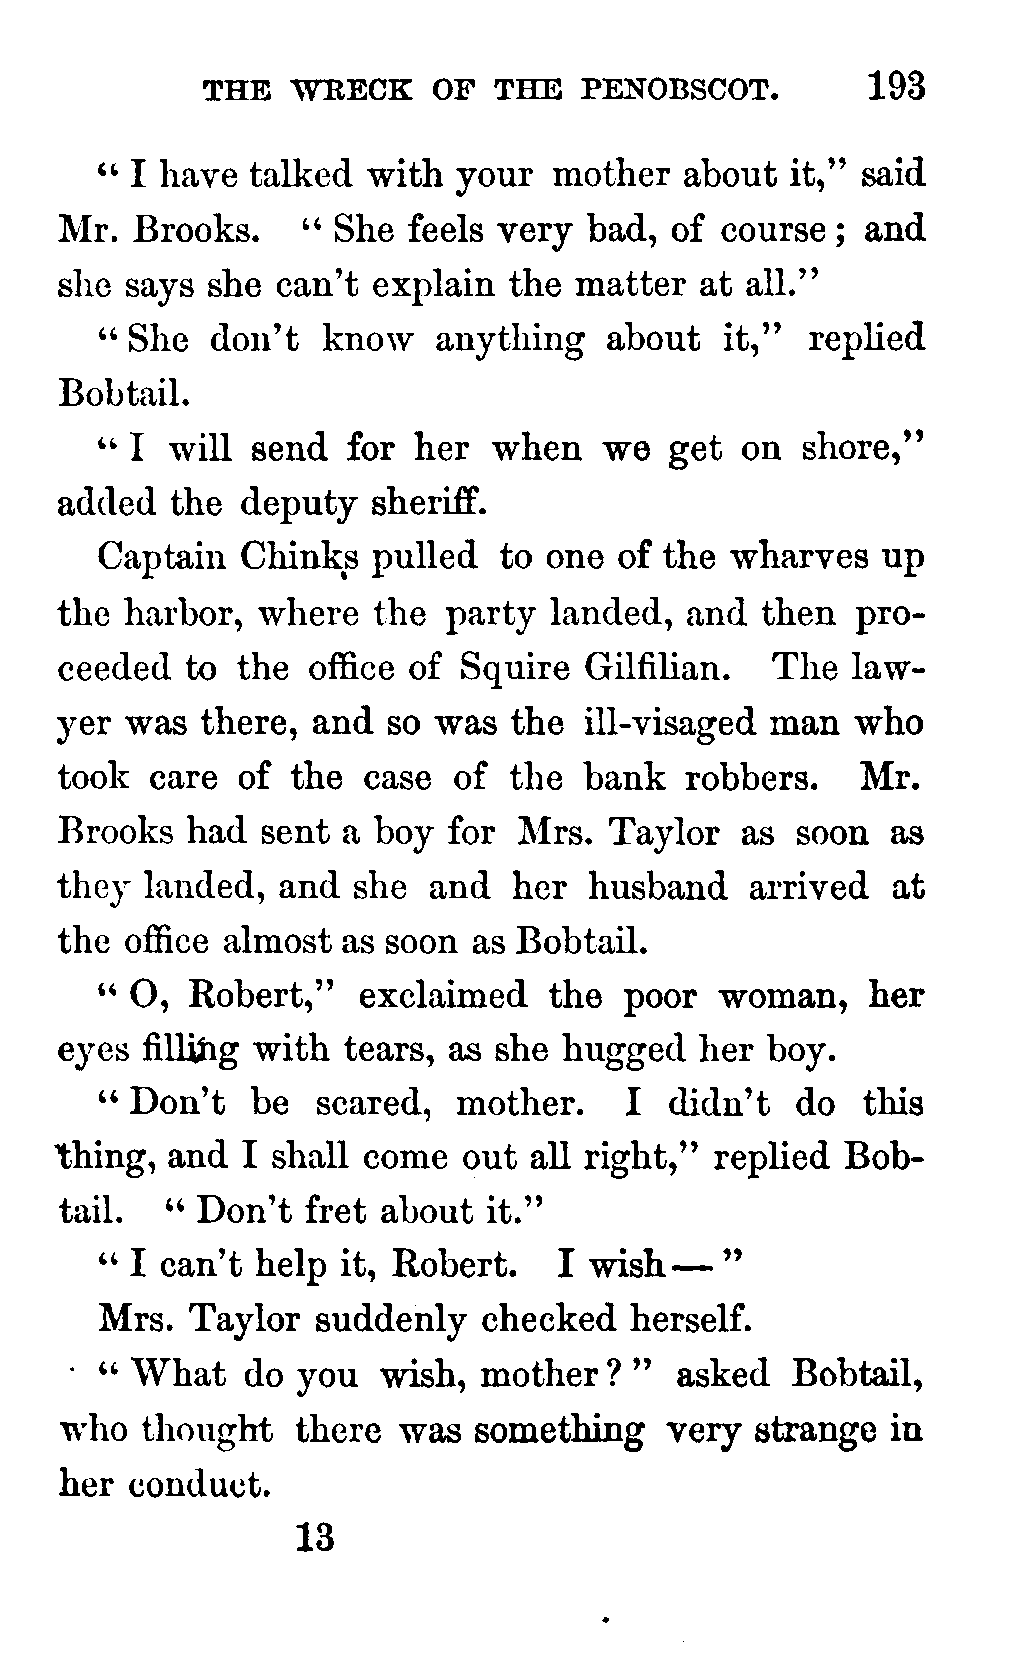 THE WRECK OF THE PENOBSCOT. 193
“ I have talked with your mother about it,” said
Mr. Brooks. “ She feels very bad, of course ; and
she says she can’t explain the matter at all.”
“ She don’t know anything about it,” replied
Bobtail.
“ I will send for her when we get on shore,”
added the deputy sheriff.
Captain Chinks pulled to one of the wharves up
the harbor, where the party landed, and then pro-
ceeded to the office of Squire Gilfilian. The law-
yer was there, and so was the ill-visaged man who
took care of the case of the bank robbers. Mr.
Brooks had sent a boy for Mrs. Taylor as soon as
they landed, and she and her husband arrived at
the office almost as soon as Bobtail.
“ O, Robert,” exclaimed the poor woman, her
eyes filling with tears, as she hugged her boy.
“ Don’t be scared, mother. I didn’t do this
thing, and I shall come out all right,” replied Bob-
tail. “ Don’t fret about it.”
“ I can’t help it, Robert. I wish— ”
Mrs. Taylor suddenly checked herself.
“ What do you wish, mother ? ” asked Bobtail,
who thought there was something very strange in
her conduct.
13